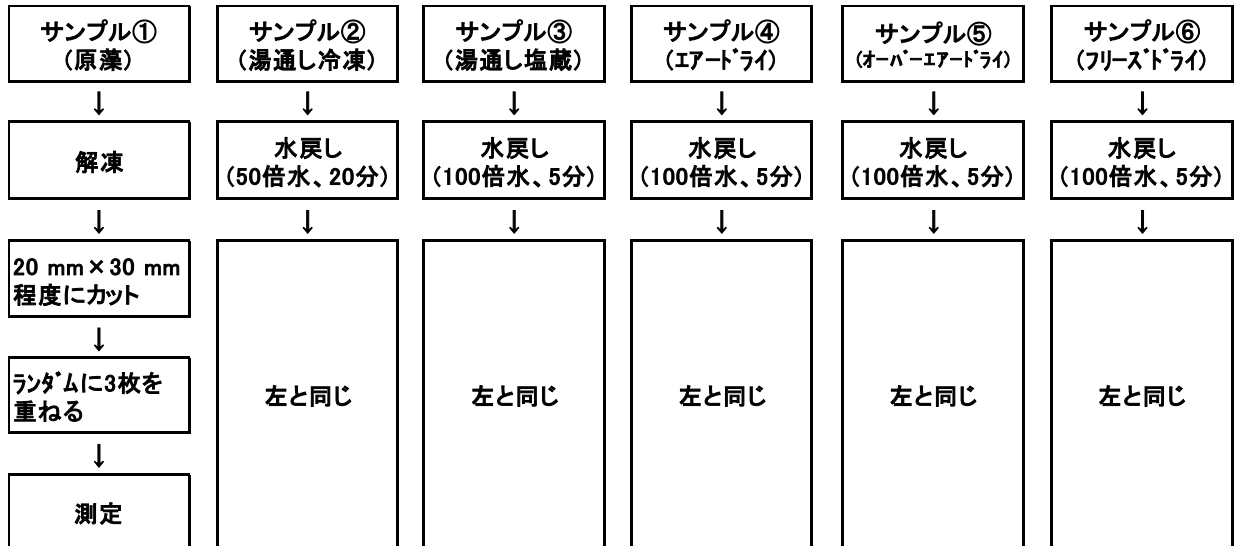 サンプル①
(原藻)
↓
解凍
↓
20 mm×30 mm
程度にカット
↓
ﾗﾝﾀﾞﾑに3枚を
重ねる
↓
測定
サンプル②
(湯通し冷凍)
↓
水戻し
(50倍水、20分)
↓
左と同じ
サンプル③
(湯通し塩蔵)
↓
水戻し
(100倍水、5分)
↓
左と同じ
サンプル④
(ｴｱｰﾄﾞﾗｲ)
↓
水戻し
(100倍水、5分)
↓
左と同じ
サンプル⑤
(ｵｰﾊﾞｰｴｱｰﾄﾞﾗｲ)
↓
水戻し
(100倍水、5分)
↓
左と同じ
サンプル⑥
(ﾌﾘｰｽﾞﾄﾞﾗｲ)
↓
水戻し
(100倍水、5分)
↓
左と同じ